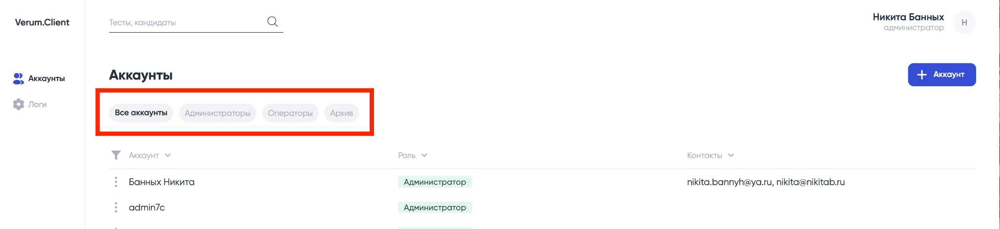 Verum.Client
Тесты, кандидаты
Никита Банных
администратор
Н
Аккаунты
Логи
Аккаунты
Аккаунт
Все аккаунты Администраторы Операторы Архив
Аккаунт Роль Контакты
Банных Никита Администратор nikita.bannyh@ya.ru, nikita@nikitab.ru
admin7c Администратор